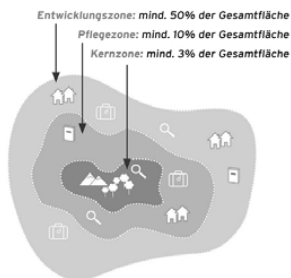 Entwicklungszone: mind. 50% der Gesamtfläche
Pflegezone: mind. 10% der Gesamtfläche
Kernzone: mind. 3% der Gesamtfläche